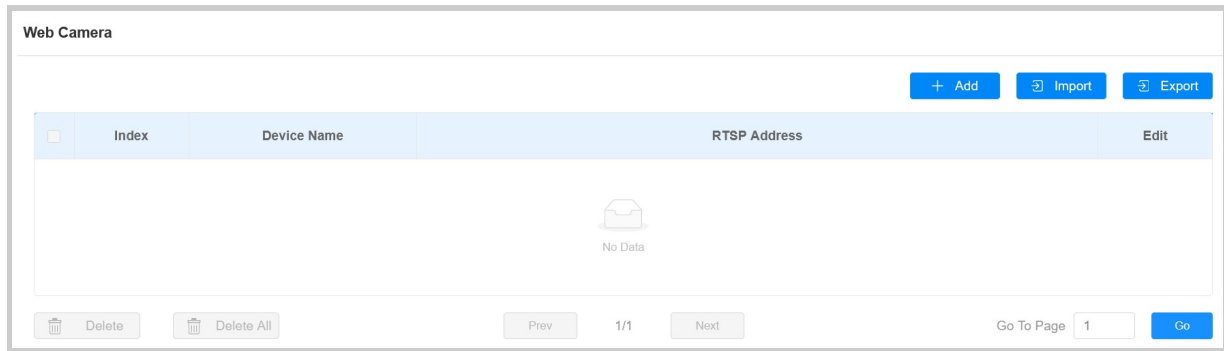 Web Camera
+ Add Import Export
Index Device Name RTSP Address Edit
No Data
Delete Delete All Prev 1/1 Next Go To Page 1 Go